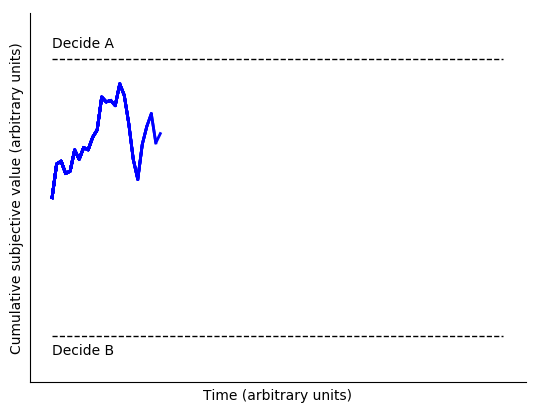 Decide A
Cumulative subjective value (arbitrary units)
Decide B
Time (arbitrary units)